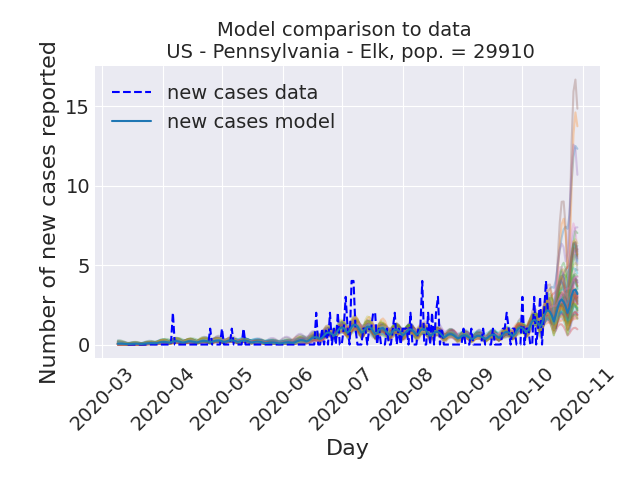 Model comparison to data
US - Pennsylvania - Elk, pop. = 29910
new cases data
new cases model
Number of new cases reported
15
10
5
0
2020-03
2020-04
2020-05
2020-06
2020-07
2020-08
2020-09
2020-10
2020-11
Day